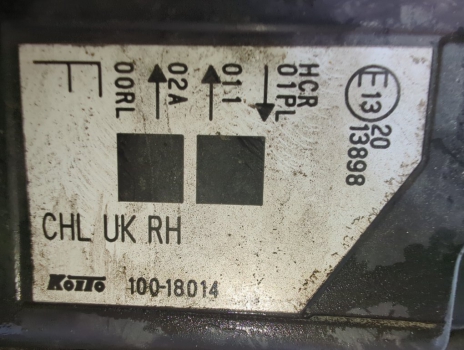 HCR
01PL
011
02A
00RL
E13
20
13898
CHL UK RH
KOITO
100-18014